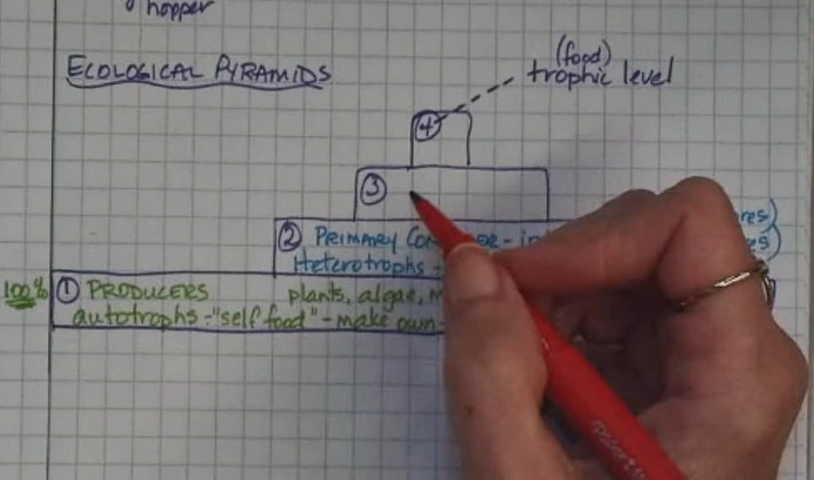 hopper
ECOLOGICAL PYRAMIDS
(food)
trophic level
4
3
res)
2 PRIMARY
es)
Heterotrophs -
100% 1 PRODUCERS plants, algae,
autotrophs - "self food" - make own